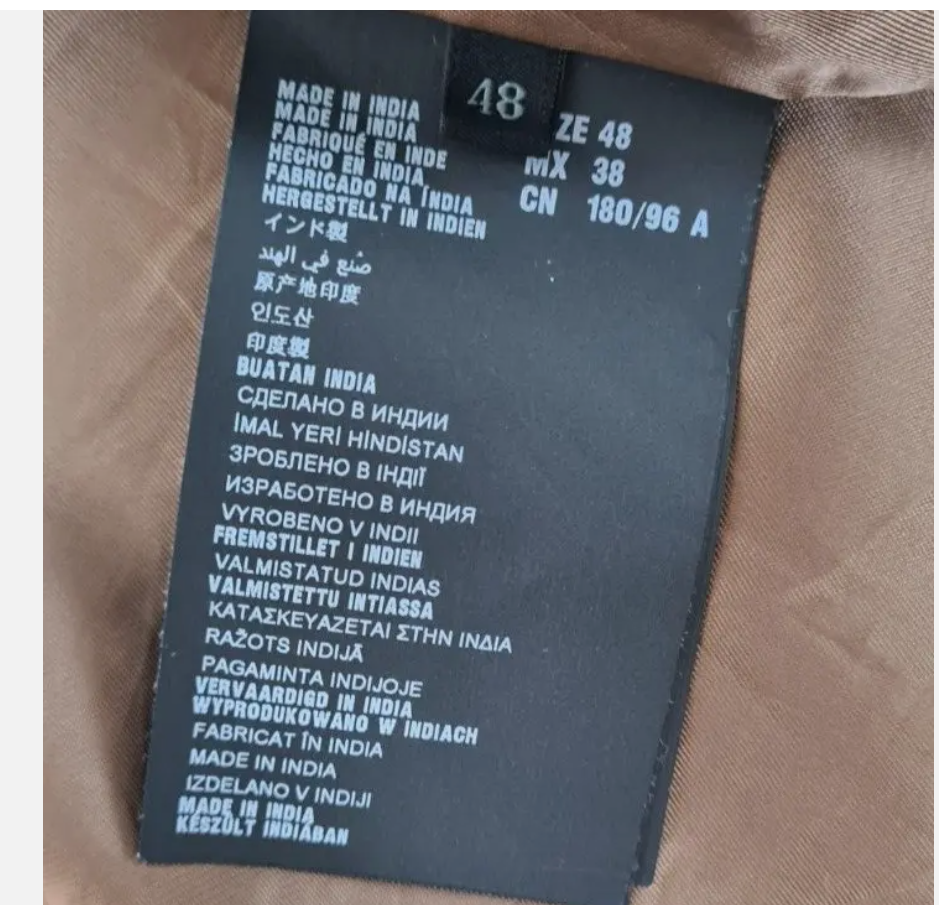 48
MADE IN INDIA
MADE IN INDIA
FABRIQUÉ EN INDE
HECHO EN INDIA
FABRICADO NA ÍNDIA
HERGESTELLT IN INDIEN
インド製
صُنع في الهند
原产地印度
인도산
印度製
BUATAN INDIA
СДЕЛАНО В ИНДИИ
İMAL YERİ HİNDİSTAN
ЗРОБЛЕНО В ІНДІЇ
ИЗРАБОТЕНО В ИНДИЯ
VYROBENO V INDII
FREMSTILLET I INDIEN
VALMISTATUD INDIAS
VALMISTETTU INTIASSA
ΚΑΤΑΣΚΕΥΑΖΕΤΑΙ ΣΤΗΝ ΙΝΔΙΑ
RAŽOTS INDIJĀ
PAGAMINTA INDIJOJE
VERVAARDIGD IN INDIA
WYPRODUKOWANO W INDIACH
FABRICAT ÎN INDIA
MADE IN INDIA
IZDELANO V INDIJI
MADE IN INDIA
KÉSZÜLT INDIÁBAN
ZE 48
MX 38
CN 180/96 A